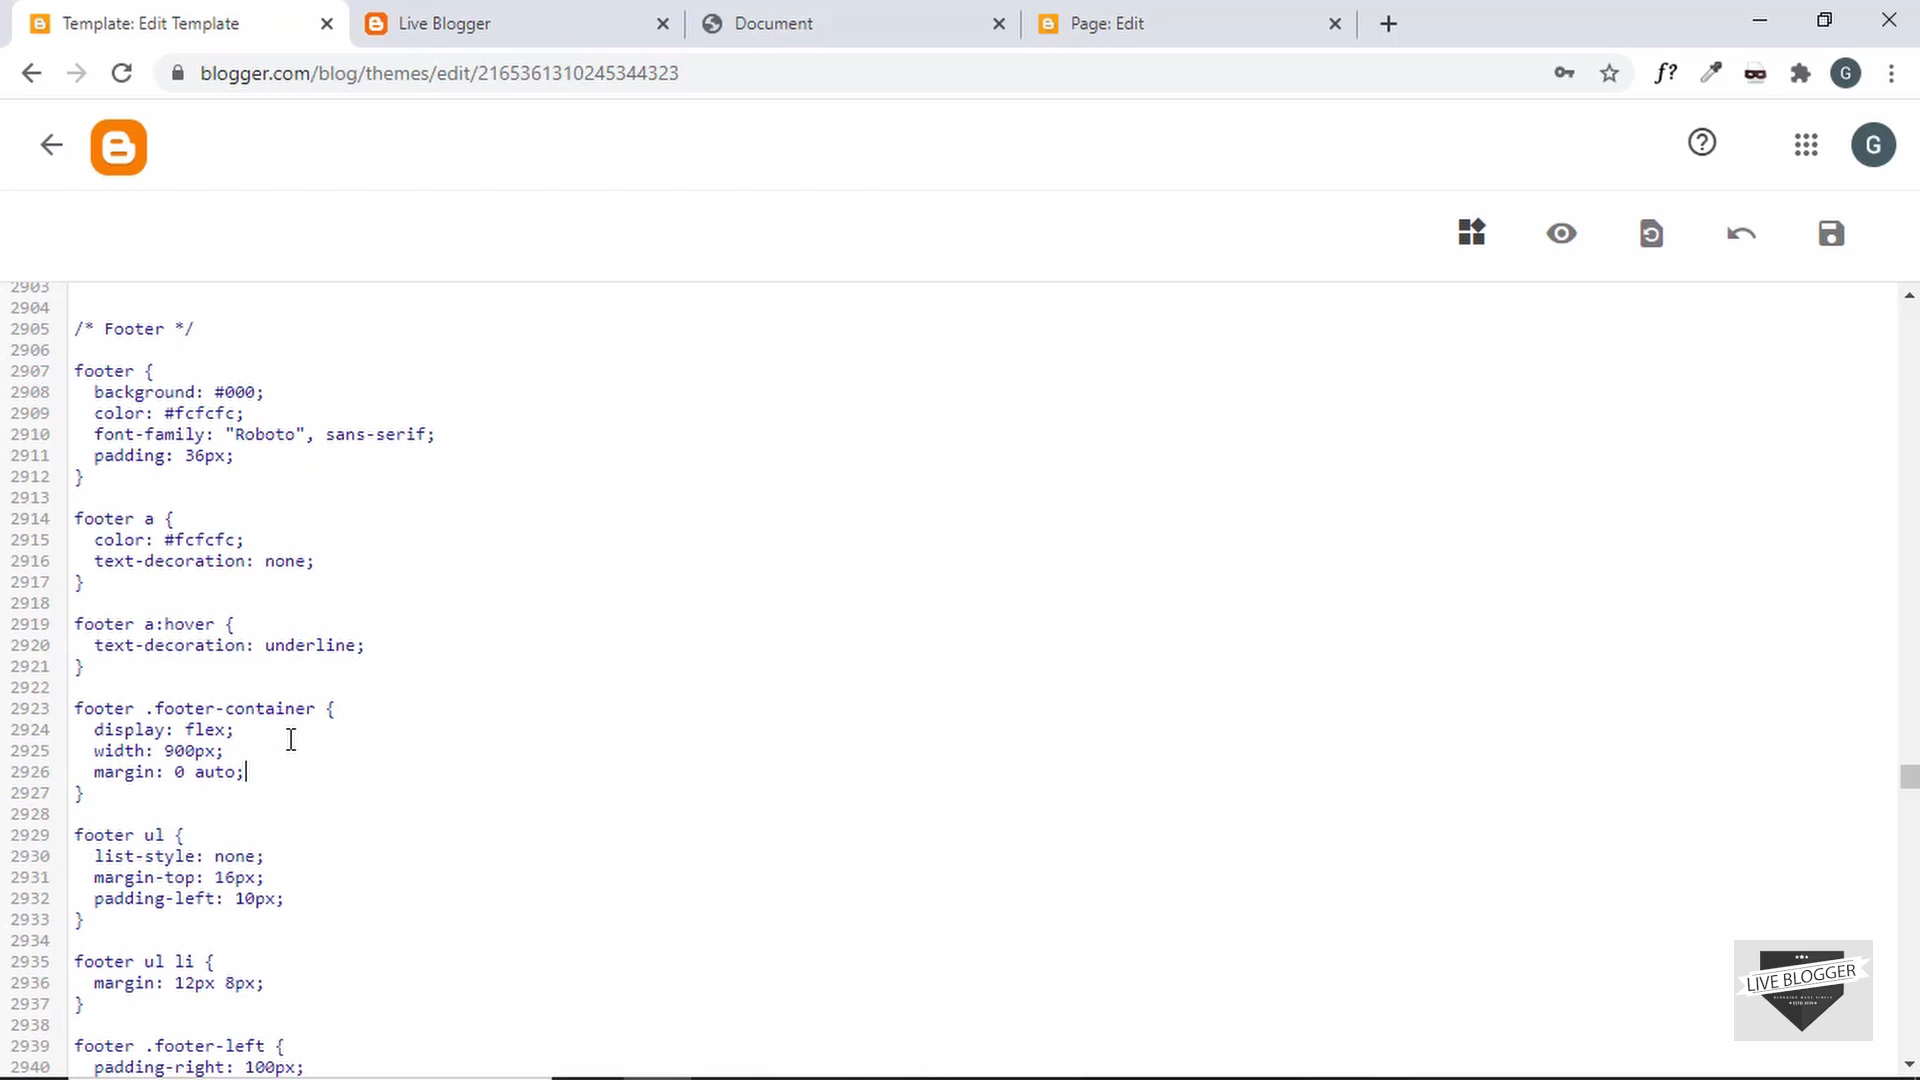 Template: Edit Template
Live Blogger
Document
Page: Edit
blogger.com/blog/themes/edit/2165361310245344323
f?
G
G
2903
2904
2905 /* Footer */
2906
2907 footer {
2908 background: #000;
2909 color: #fcfcfc;
2910 font-family: "Roboto", sans-serif;
2911 padding: 36px;
2912 }
2913
2914 footer a {
2915 color: #fcfcfc;
2916 text-decoration: none;
2917 }
2918
2919 footer a:hover {
2920 text-decoration: underline;
2921 }
2922
2923 footer .footer-container {
2924 display: flex;
2925 width: 900px;
2926 margin: 0 auto;
2927 }
2928
2929 footer ul {
2930 list-style: none;
2931 margin-top: 16px;
2932 padding-left: 10px;
2933 }
2934
2935 footer ul li {
2936 margin: 12px 8px;
2937 }
2938
2939 footer .footer-left {
2940 padding-right: 100px;
LIVE BLOGGER